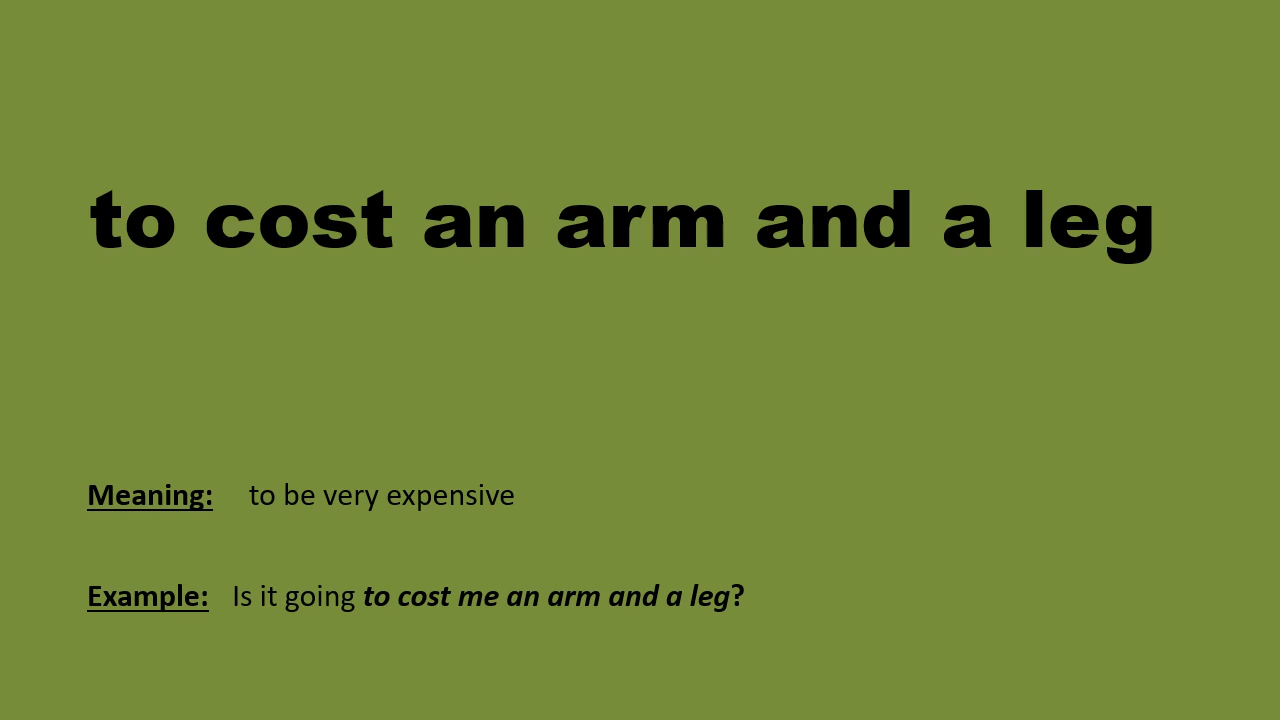 to cost an arm and a leg
Meaning: to be very expensive
Example: Is it going to cost me an arm and a leg?